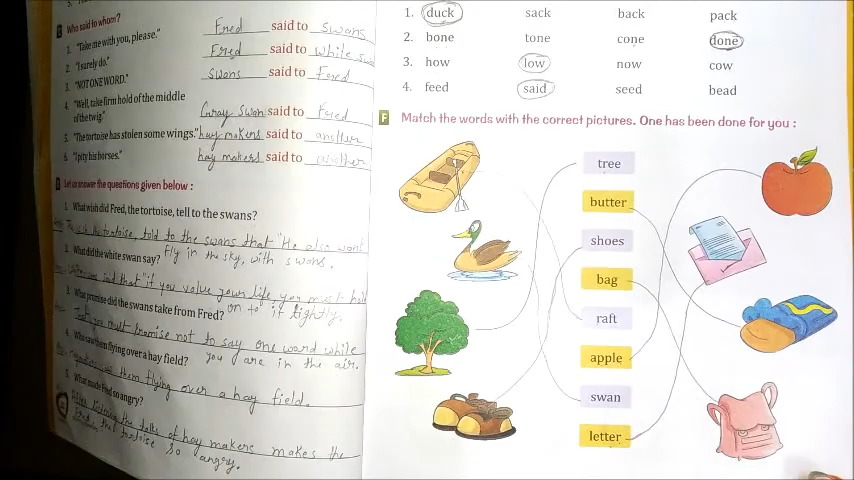 Who said to whom?
1. "Take me with you, please." Fred said to swans
2. "I surely do." Fred said to while swa
3. "NOT ONE WORD." Swans said to Fored
4. "Well, take firm hold of the middle
of the twig." Gray Swan said to Fred
5. "The tortoise has stolen some wings." hay makers said to another
6. "I pity his horses." hay makers said to another
Let us answer the questions given below :
1. What wish did Fred, the tortoise, tell to the swans?
the tortoise, told to the swans that "He also want
2. What did the white swan say? Fly in the sky, with swans.
said that "if you value your life, you must hold
3. What promise did the swans take from Fred? on to it tightly.
you must promise not to say one word while
4. Who saw them flying over a hay field? you are in the air.
them flying over a hay field.
5. What made Fred so angry?
After listening the talks of hay makers makes the
the tortoise so angry.
1. duck sack back pack
2. bone tone cone done
3. how low now cow
4. feed said seed bead
F Match the words with the correct pictures. One has been done for you :
tree
butter
shoes
bag
raft
apple
swan
letter